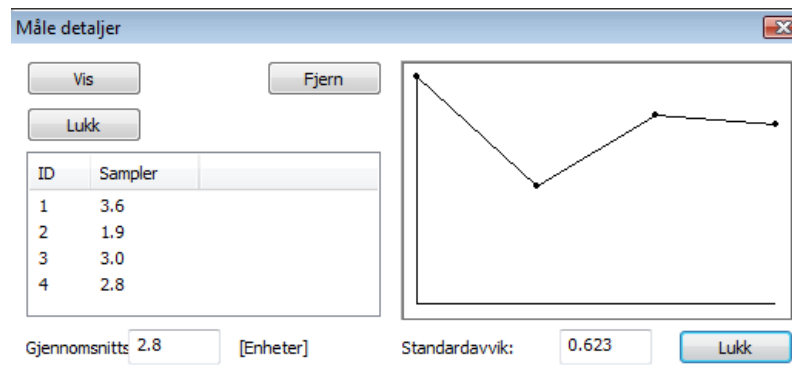 Måle detaljer
Vis
Fjern
Lukk
ID Sampler
1 3.6
2 1.9
3 3.0
4 2.8
Gjennomsnitts 2.8 [Enheter] Standardavvik: 0.623 Lukk